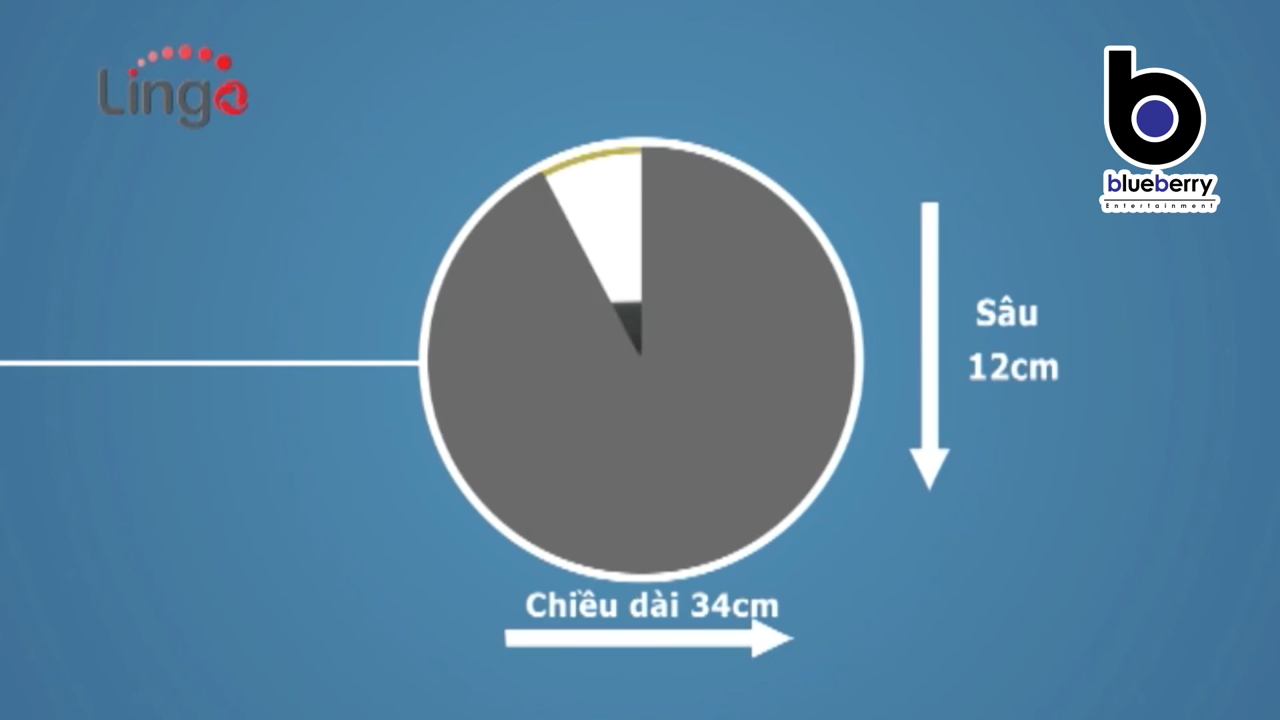 Lingo
b
blueberry
Entertainment
Sâu
12cm
Chiều dài 34cm